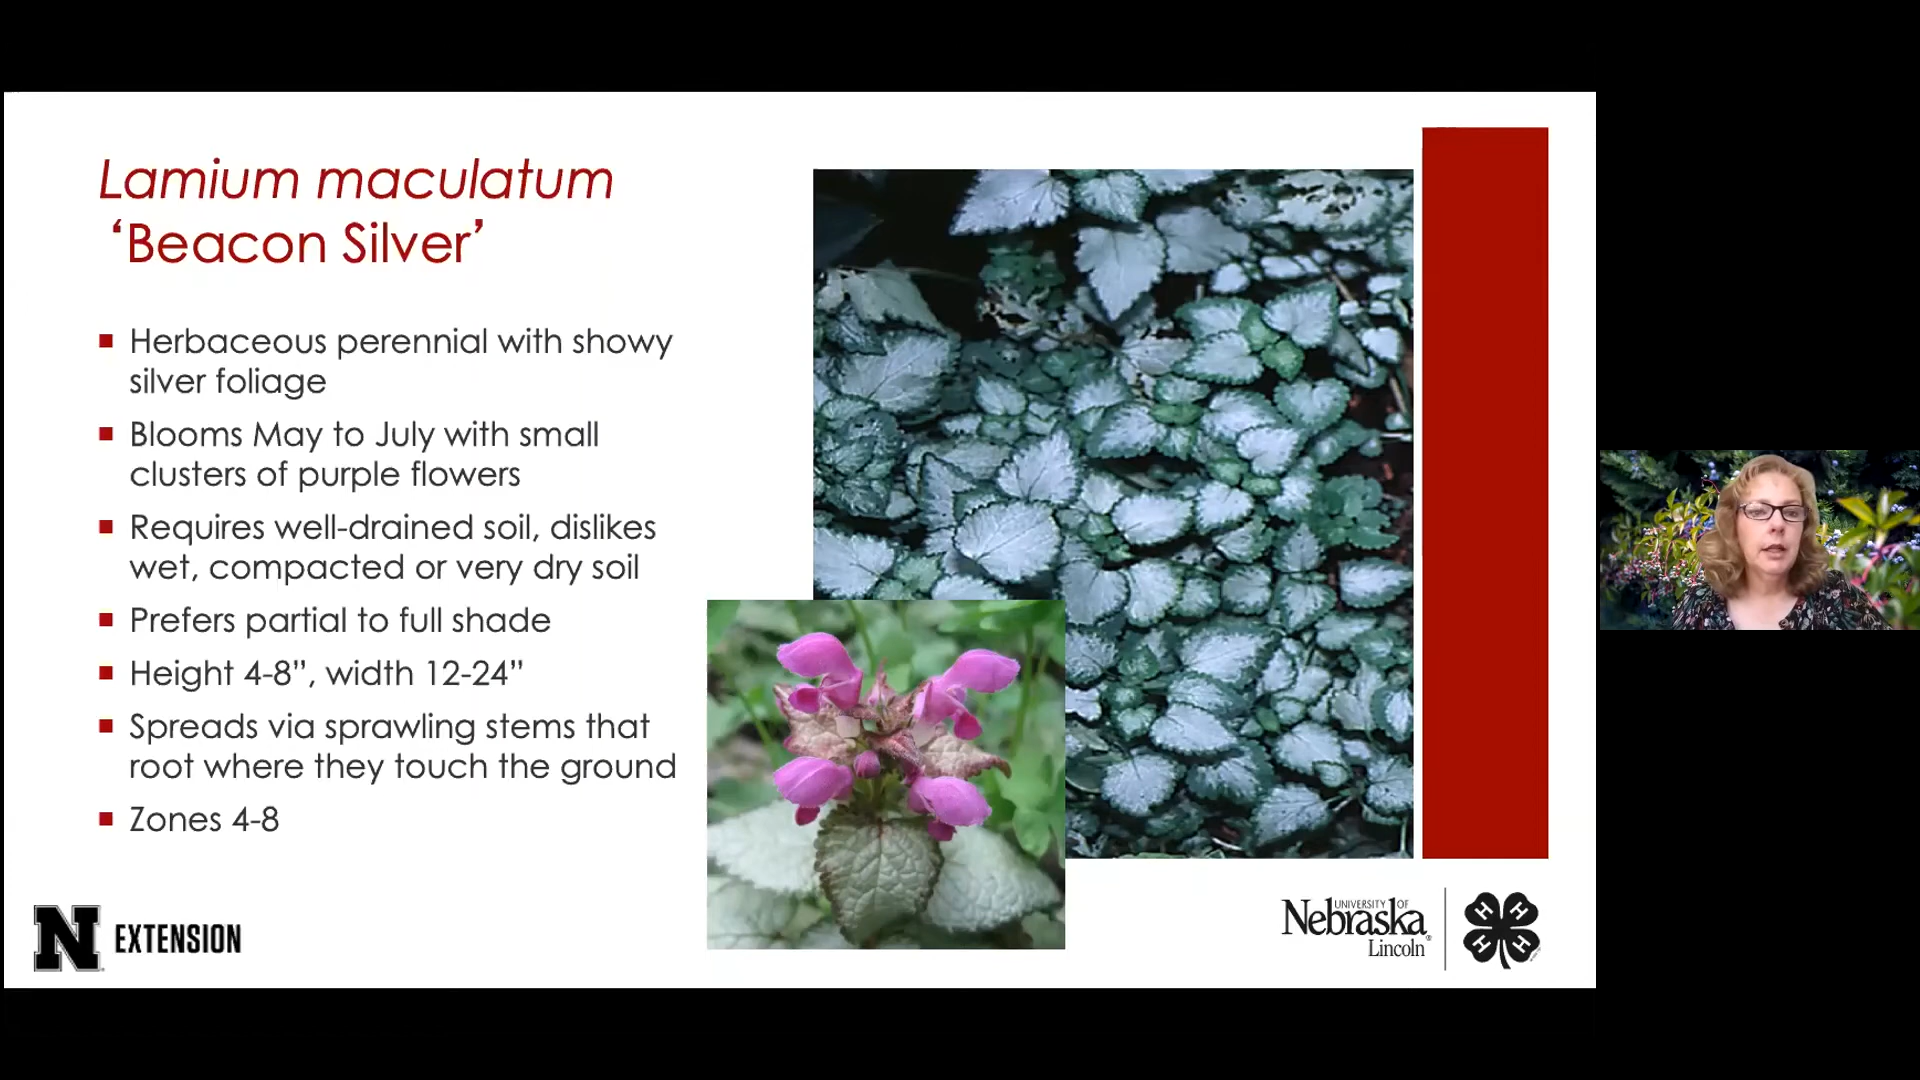 Lamium maculatum
‘Beacon Silver’
Herbaceous perennial with showy
silver foliage
Blooms May to July with small
clusters of purple flowers
Requires well-drained soil, dislikes
wet, compacted or very dry soil
Prefers partial to full shade
Height 4-8”, width 12-24”
Spreads via sprawling stems that
root where they touch the ground
Zones 4-8
N EXTENSION
UNIVERSITY OF
Nebraska
Lincoln
H H
H H